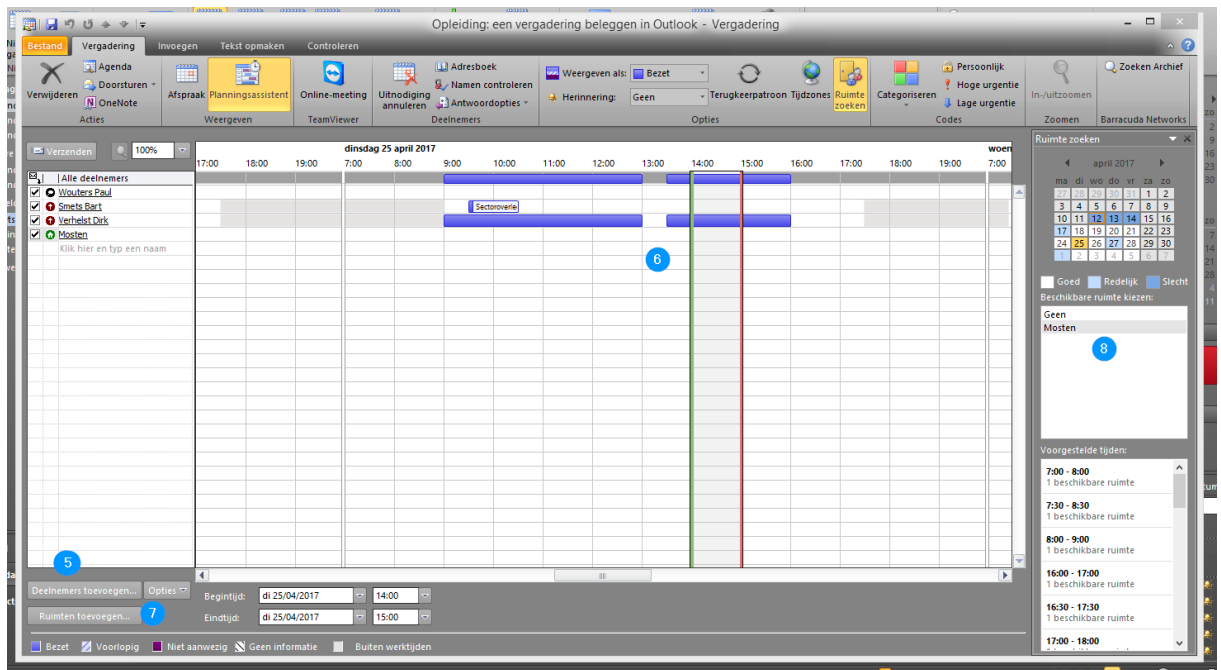 Opleiding: een vergadering beleggen in Outlook - Vergadering
Bestand Vergadering Invoegen Tekst opmaken Controleren
Verwijderen
Agenda
Doorsturen
OneNote
Acties
Afspraak Planningsassistent
Weergeven
Online-meeting
TeamViewer
Uitnodiging annuleren
Adresboek
Namen controleren
Antwoordopties
Deelnemers
Weergeven als: Bezet
Herinnering: Geen
Terugkeerpatroon Tijdzones Ruimte zoeken
Opties
Categoriseren
Persoonlijk
Hoge urgentie
Lage urgentie
Codes
In-/uitzoomen
Zoomen
Zoeken Archief
Barracuda Networks
Verzenden 100%
dinsdag 25 april 2017 woen
17:00 18:00 19:00 7:00 8:00 9:00 10:00 11:00 12:00 13:00 14:00 15:00 16:00 17:00 18:00 19:00 7:00
Alle deelnemers
Wouters Paul
Smets Bart
Sectoroverle
Verhelst Dirk
Mosten
Klik hier en typ een naam
6
5
Deelnemers toevoegen... Opties
Ruimten toevoegen... 7
Begintijd: di 25/04/2017 14:00
Eindtijd: di 25/04/2017 15:00
Bezet Voorlopig Niet aanwezig Geen informatie Buiten werktijden
Ruimte zoeken
april 2017
ma di wo do vr za zo
27 28 29 30 31 1 2
3 4 5 6 7 8 9
10 11 12 13 14 15 16
17 18 19 20 21 22 23
24 25 26 27 28 29 30
1 2 3 4 5 6 7
Goed Redelijk Slecht
Beschikbare ruimte kiezen:
Geen
Mosten
8
Voorgestelde tijden:
7:00 - 8:00
1 beschikbare ruimte
7:30 - 8:30
1 beschikbare ruimte
8:00 - 9:00
1 beschikbare ruimte
16:00 - 17:00
1 beschikbare ruimte
16:30 - 17:30
1 beschikbare ruimte
17:00 - 18:00